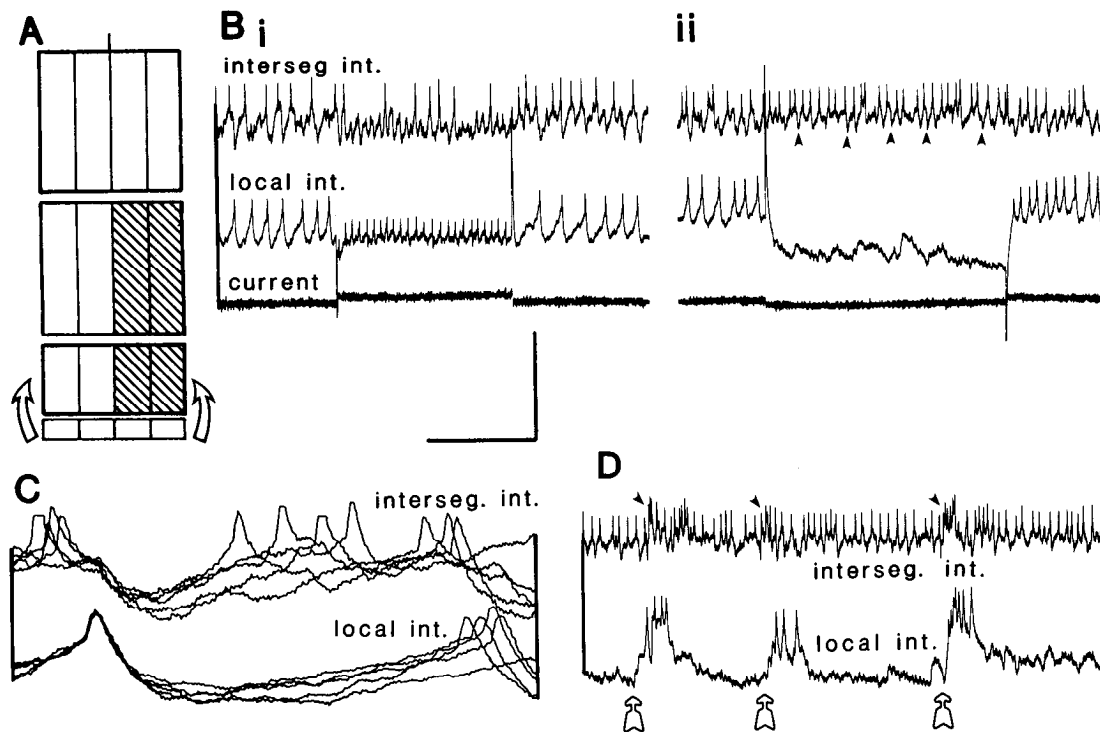 A
B i
ii
interseg int.
local int.
current
C
interseg. int.
local int.
D
interseg. int.
local int.